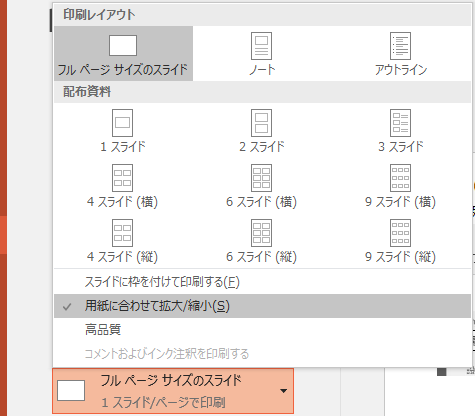 印刷レイアウト
フル ページ サイズのスライド
ノート
アウトライン
配布資料
1 スライド
2 スライド
3 スライド
4 スライド (横)
6 スライド (横)
9 スライド (横)
4 スライド (縦)
6 スライド (縦)
9 スライド (縦)
スライドに枠を付けて印刷する(F)
用紙に合わせて拡大/縮小(S)
高品質
コメントおよびインク注釈を印刷する
フル ページ サイズのスライド
1 スライド/ページで印刷